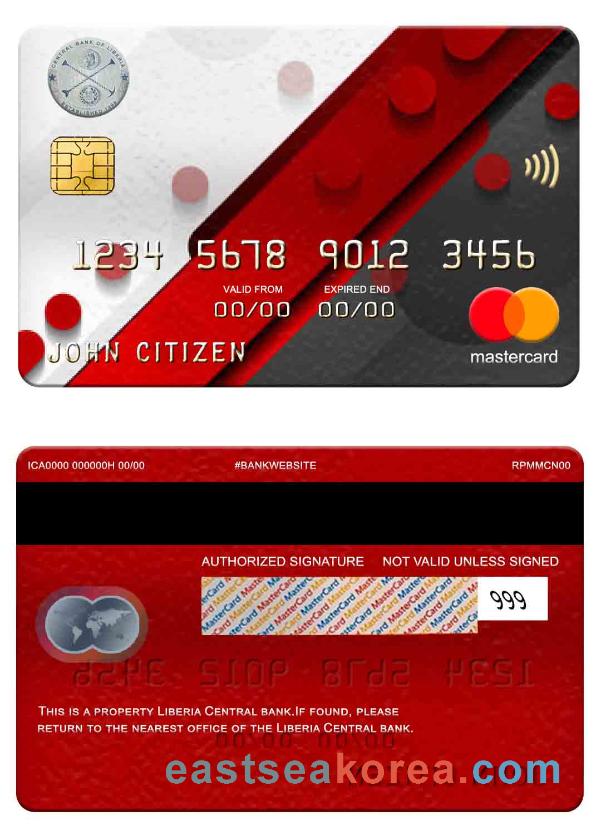 CENTRAL BANK OF LIBERIA
ESTABLISHED 1999
1234 5678 9012 3456
VALID FROM EXPIRED END
00/00 00/00
JOHN CITIZEN
mastercard
ICA0000 000000H 00/00 #BANKWEBSITE RPMMCN00
AUTHORIZED SIGNATURE NOT VALID UNLESS SIGNED
MasterCard MasterCard MasterCard
999
THIS IS A PROPERTY LIBERIA CENTRAL BANK.IF FOUND, PLEASE
RETURN TO THE NEAREST OFFICE OF THE LIBERIA CENTRAL BANK.
eastseakorea.com